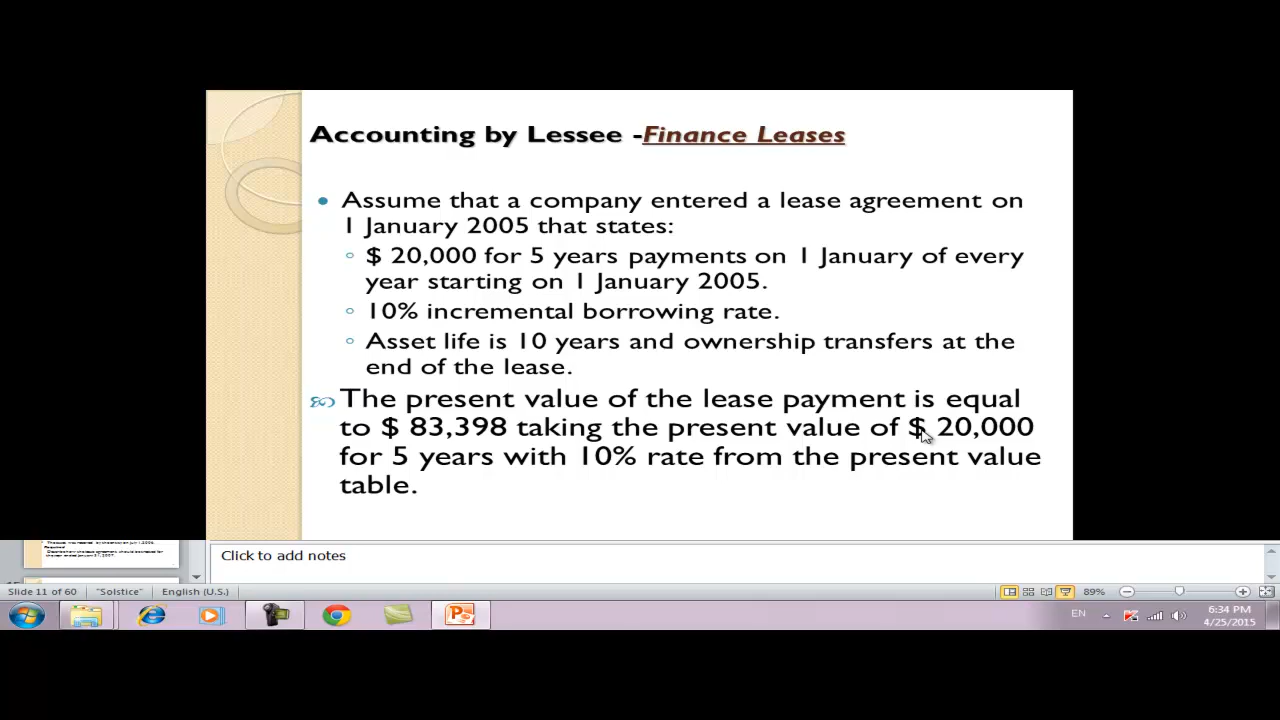 Accounting by Lessee -Finance Leases
Assume that a company entered a lease agreement on
1 January 2005 that states:
$ 20,000 for 5 years payments on 1 January of every
year starting on 1 January 2005.
10% incremental borrowing rate.
Asset life is 10 years and ownership transfers at the
end of the lease.
The present value of the lease payment is equal
to $ 83,398 taking the present value of $ 20,000
for 5 years with 10% rate from the present value
table.
Click to add notes
Slide 11 of 60
"Solstice"
English (U.S.)
89%
EN
6:34 PM
4/25/2015